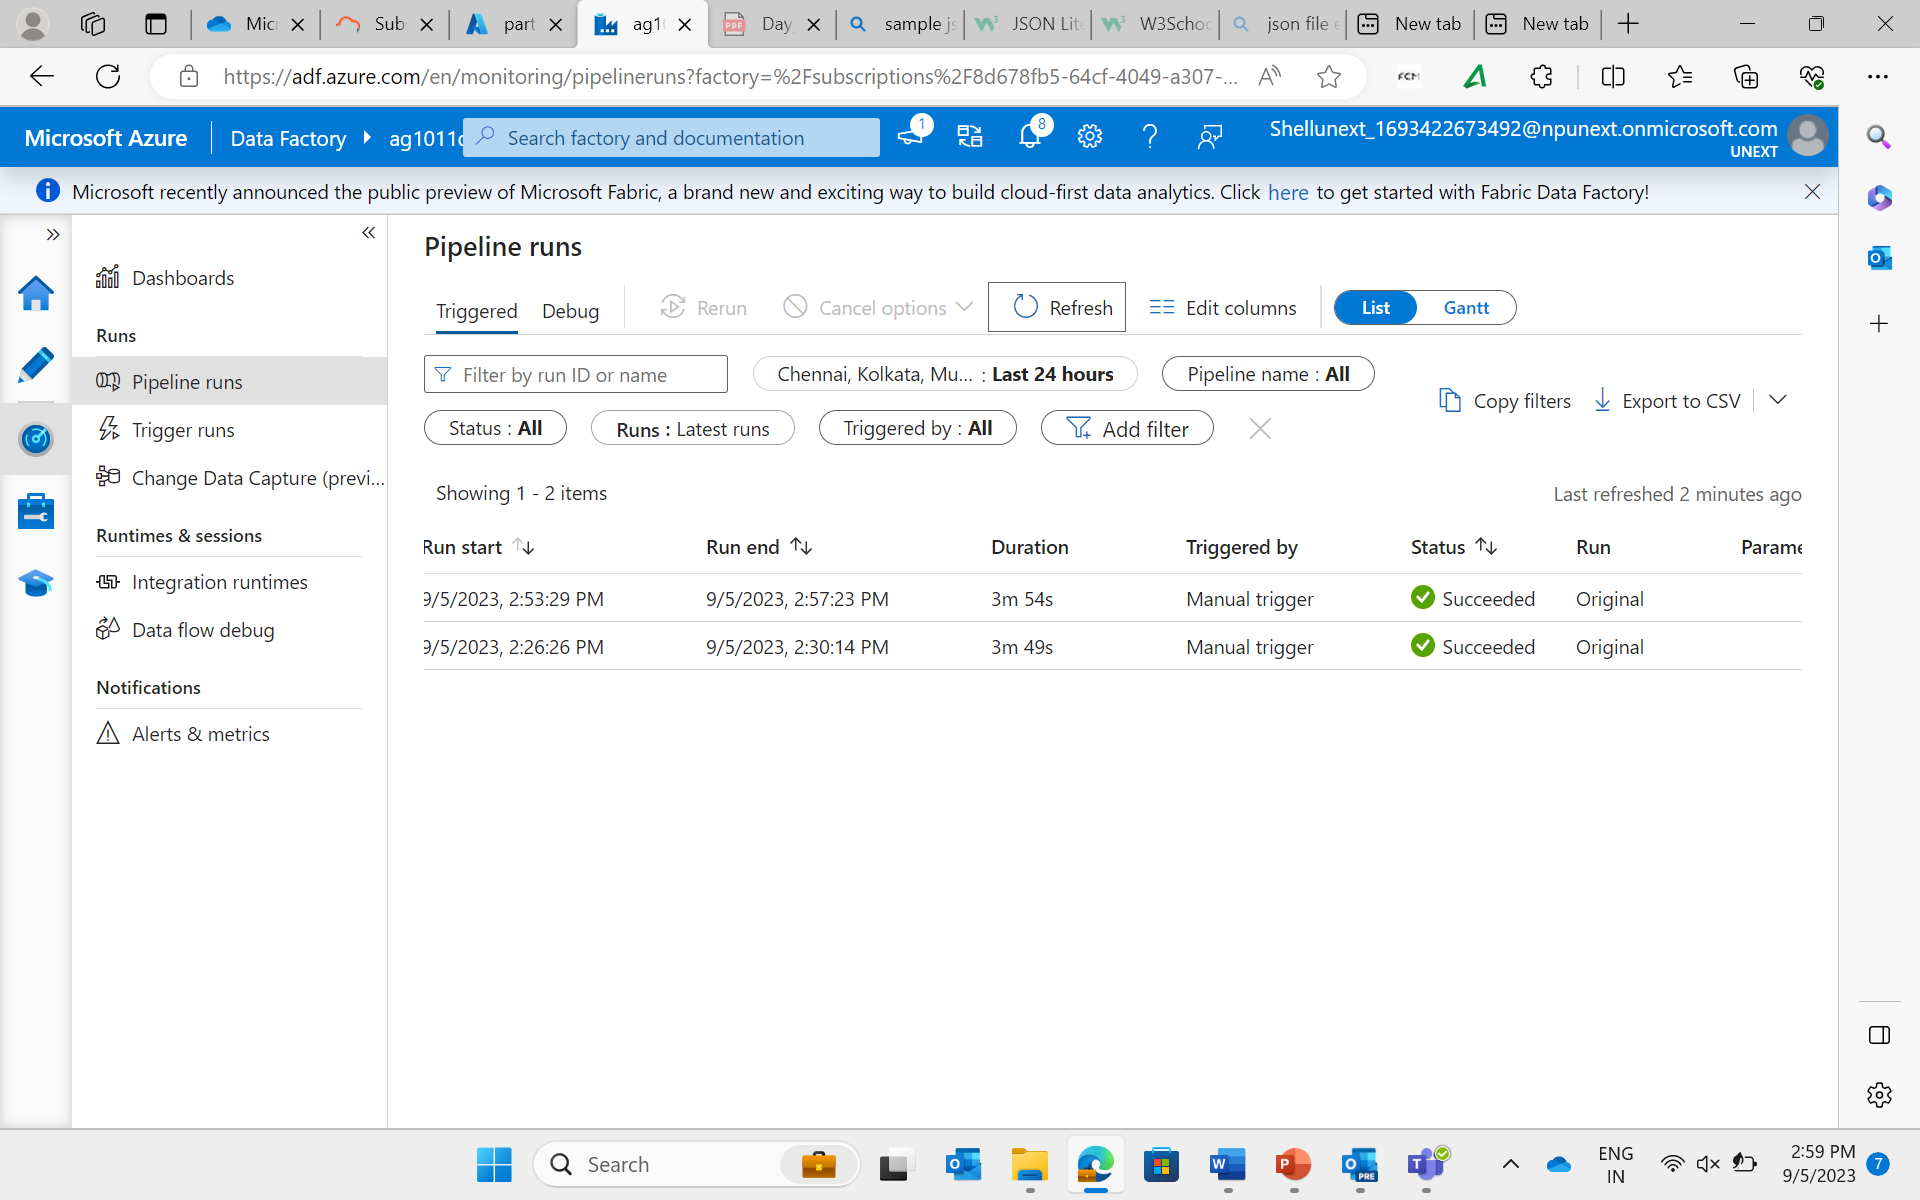 Micr
Sub
part
ag10
Day
sample js
JSON Lite
W3Schoo
json file e
New tab
New tab
https://adf.azure.com/en/monitoring/pipelineruns?factory=%2Fsubscriptions%2F8d678fb5-64cf-4049-a307-...
FCM
Microsoft Azure
Data Factory
ag1011
Search factory and documentation
1
8
Shellunext_1693422673492@npunext.onmicrosoft.com
UNEXT
Microsoft recently announced the public preview of Microsoft Fabric, a brand new and exciting way to build cloud-first data analytics. Click here to get started with Fabric Data Factory!
Dashboards
Runs
Pipeline runs
Trigger runs
Change Data Capture (previ...
Runtimes & sessions
Integration runtimes
Data flow debug
Notifications
Alerts & metrics
Pipeline runs
Triggered Debug Rerun Cancel options Refresh Edit columns List Gantt
Filter by run ID or name Chennai, Kolkata, Mu... : Last 24 hours Pipeline name : All
Copy filters Export to CSV
Status : All Runs : Latest runs Triggered by : All Add filter
Showing 1 - 2 items
Last refreshed 2 minutes ago
Run start Run end Duration Triggered by Status Run Parame
9/5/2023, 2:53:29 PM 9/5/2023, 2:57:23 PM 3m 54s Manual trigger Succeeded Original
9/5/2023, 2:26:26 PM 9/5/2023, 2:30:14 PM 3m 49s Manual trigger Succeeded Original
Search
ENG
IN
2:59 PM
9/5/2023
7